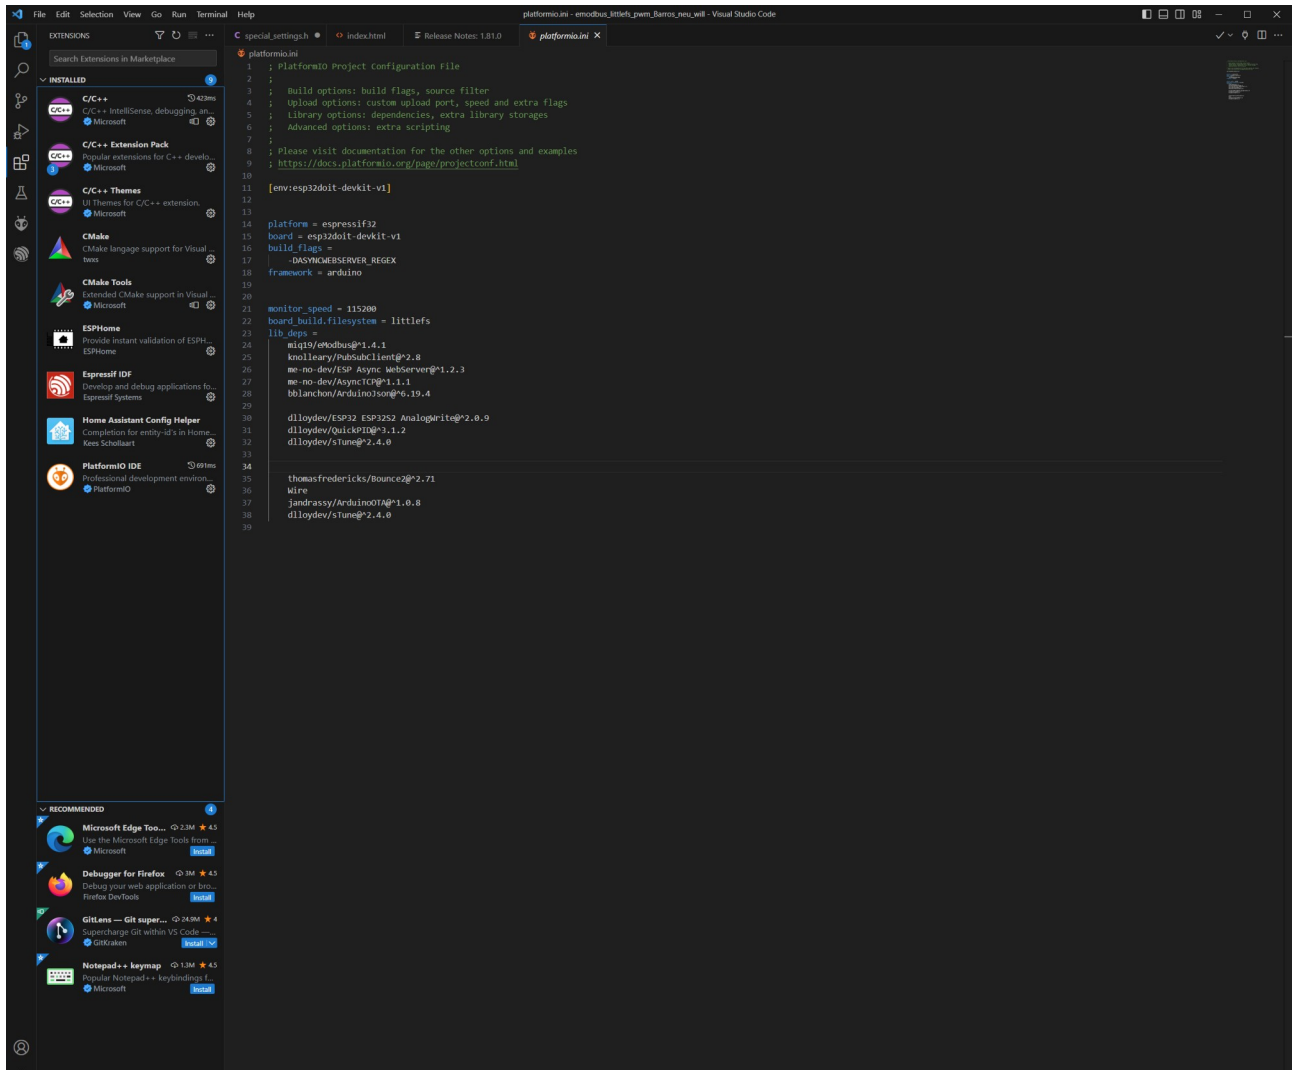 File Edit Selection View Go Run Terminal Help
platformio.ini - emodbus_littlefs_pwm_Barros_neu_will - Visual Studio Code
EXTENSIONS
Search Extensions in Marketplace
INSTALLED 9
C/C++ 423ms
C/C++ IntelliSense, debugging, an...
Microsoft
C/C++ Extension Pack
Popular extensions for C++ develo...
3 Microsoft
C/C++ Themes
UI Themes for C/C++ extension.
Microsoft
CMake
CMake langage support for Visual ...
twxs
CMake Tools
Extended CMake support in Visual ...
Microsoft
ESPHome
Provide instant validation of ESPH...
ESPHome
Espressif IDF
Develop and debug applications fo...
Espressif Systems
Home Assistant Config Helper
Completion for entity-id's in Home...
Kees Schollaart
PlatformIO IDE 691ms
Professional development environ...
PlatformIO
RECOMMENDED 4
Microsoft Edge Too... 2.3M 4.5
Use the Microsoft Edge Tools from ...
Microsoft Install
Debugger for Firefox 3M 4.5
Debug your web application or bro...
Firefox DevTools Install
GitLens — Git super... 24.9M 4
Supercharge Git within VS Code —...
GitKraken Install
Notepad++ keymap 1.3M 4.5
Popular Notepad++ keybindings f...
Microsoft Install
C special_settings.h index.html Release Notes: 1.81.0 platformio.ini
platformio.ini
1 ; PlatformIO Project Configuration File
2 ;
3 ; Build options: build flags, source filter
4 ; Upload options: custom upload port, speed and extra flags
5 ; Library options: dependencies, extra library storages
6 ; Advanced options: extra scripting
7 ;
8 ; Please visit documentation for the other options and examples
9 ; https://docs.platformio.org/page/projectconf.html
10
11 [env:esp32doit-devkit-v1]
12
13
14 platform = espressif32
15 board = esp32doit-devkit-v1
16 build_flags =
17 -DASYNCWEBSERVER_REGEX
18 framework = arduino
19
20
21 monitor_speed = 115200
22 board_build.filesystem = littlefs
23 lib_deps =
24 miq19/eModbus@^1.4.1
25 knolleary/PubSubClient@^2.8
26 me-no-dev/ESP Async WebServer@^1.2.3
27 me-no-dev/AsyncTCP@^1.1.1
28 bblanchon/ArduinoJson@^6.19.4
29
30 dlloydev/ESP32 ESP32S2 AnalogWrite@^2.0.9
31 dlloydev/QuickPID@^3.1.2
32 dlloydev/sTune@^2.4.0
33
34
35 thomasfredericks/Bounce2@^2.71
36 Wire
37 jandrassy/ArduinoOTA@^1.0.8
38 dlloydev/sTune@^2.4.0
39